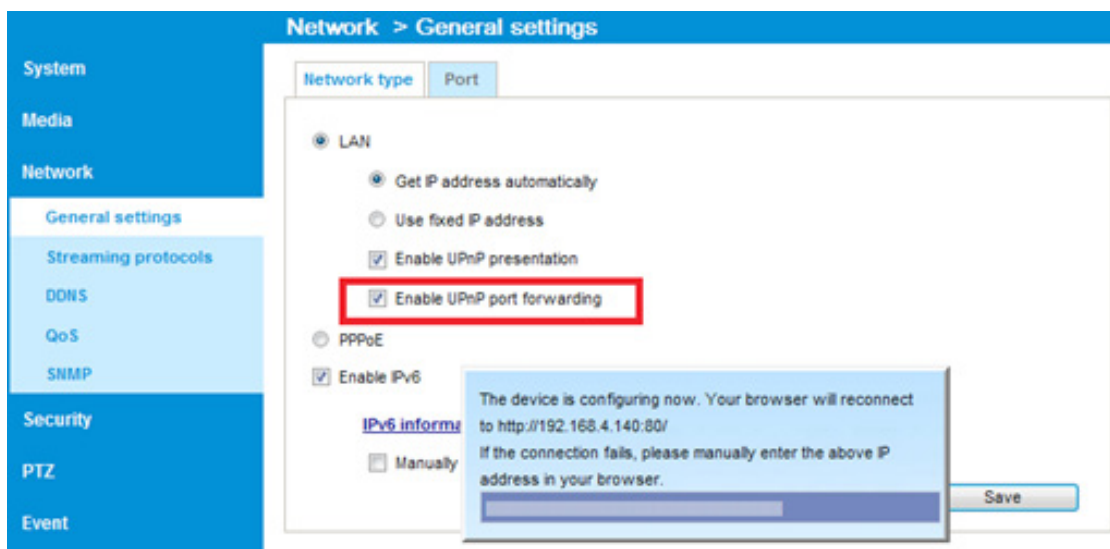 Network > General settings
System
Media
Network
General settings
Streaming protocols
DDNS
QoS
SNMP
Security
PTZ
Event
Network type
Port
LAN
Get IP address automatically
Use fixed IP address
Enable UPnP presentation
Enable UPnP port forwarding
PPPoE
Enable IPv6
IPv6 informa
Manually
The device is configuring now. Your browser will reconnect
to http://192.168.4.140:80/
If the connection fails, please manually enter the above IP
address in your browser.
Save